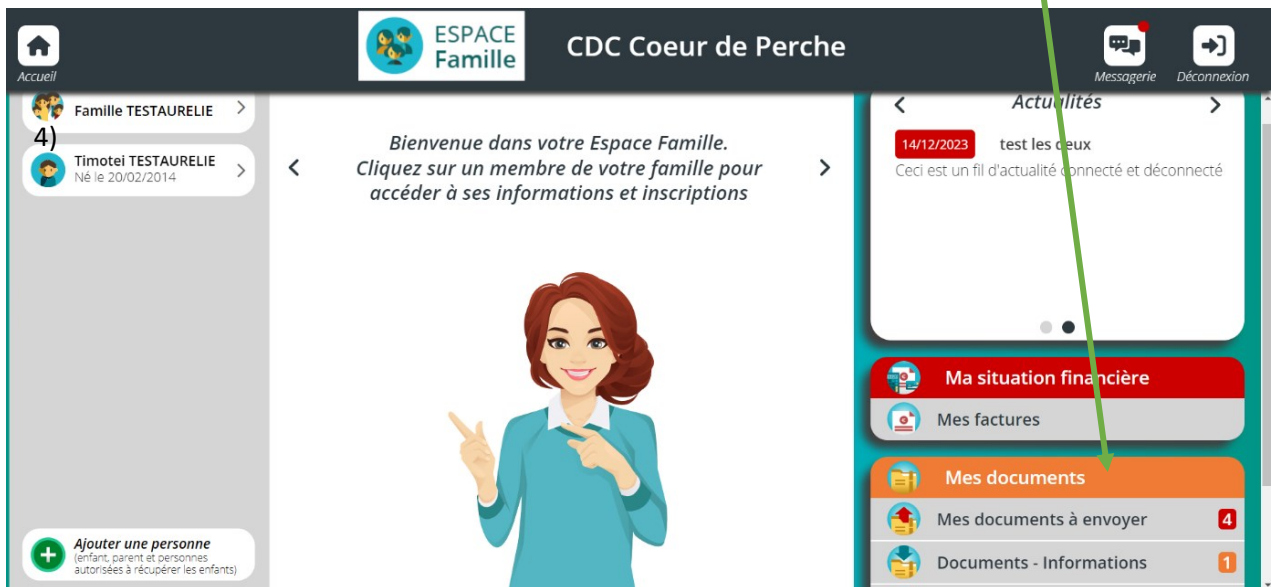 Accueil
ESPACE
Famille
CDC Coeur de Perche
Messagerie
Déconnexion
Famille TESTAURELIE
4)
Timotei TESTAURELIE
Né le 20/02/2014
Ajouter une personne
(enfant, parent et personnes
autorisées à récupérer les enfants)
Bienvenue dans votre Espace Famille.
Cliquez sur un membre de votre famille pour
accéder à ses informations et inscriptions
Actualités
14/12/2023 test les deux
Ceci est un fil d'actualité connecté et déconnecté
Ma situation financière
Mes factures
Mes documents
Mes documents à envoyer 4
Documents - Informations 1